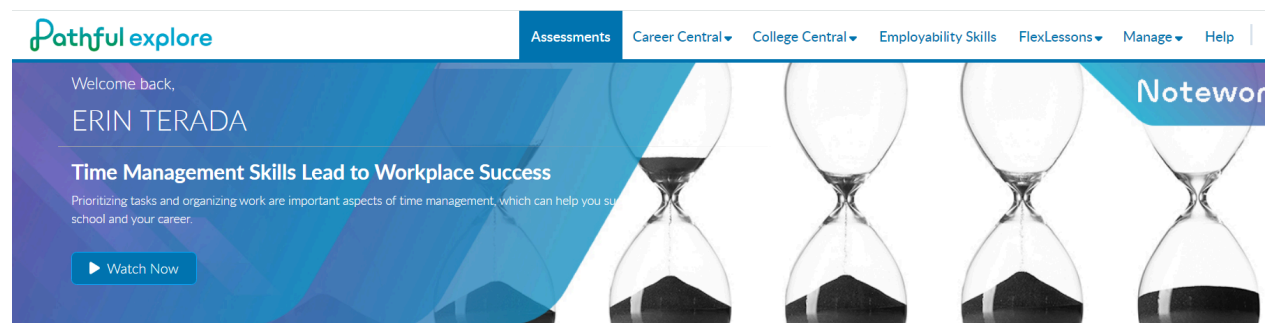 Pathful explore
Assessments Career Central College Central Employability Skills FlexLessons Manage Help
Welcome back,
ERIN TERADA
Time Management Skills Lead to Workplace Success
Prioritizing tasks and organizing work are important aspects of time management, which can help you su
school and your career.
Watch Now
Notewor